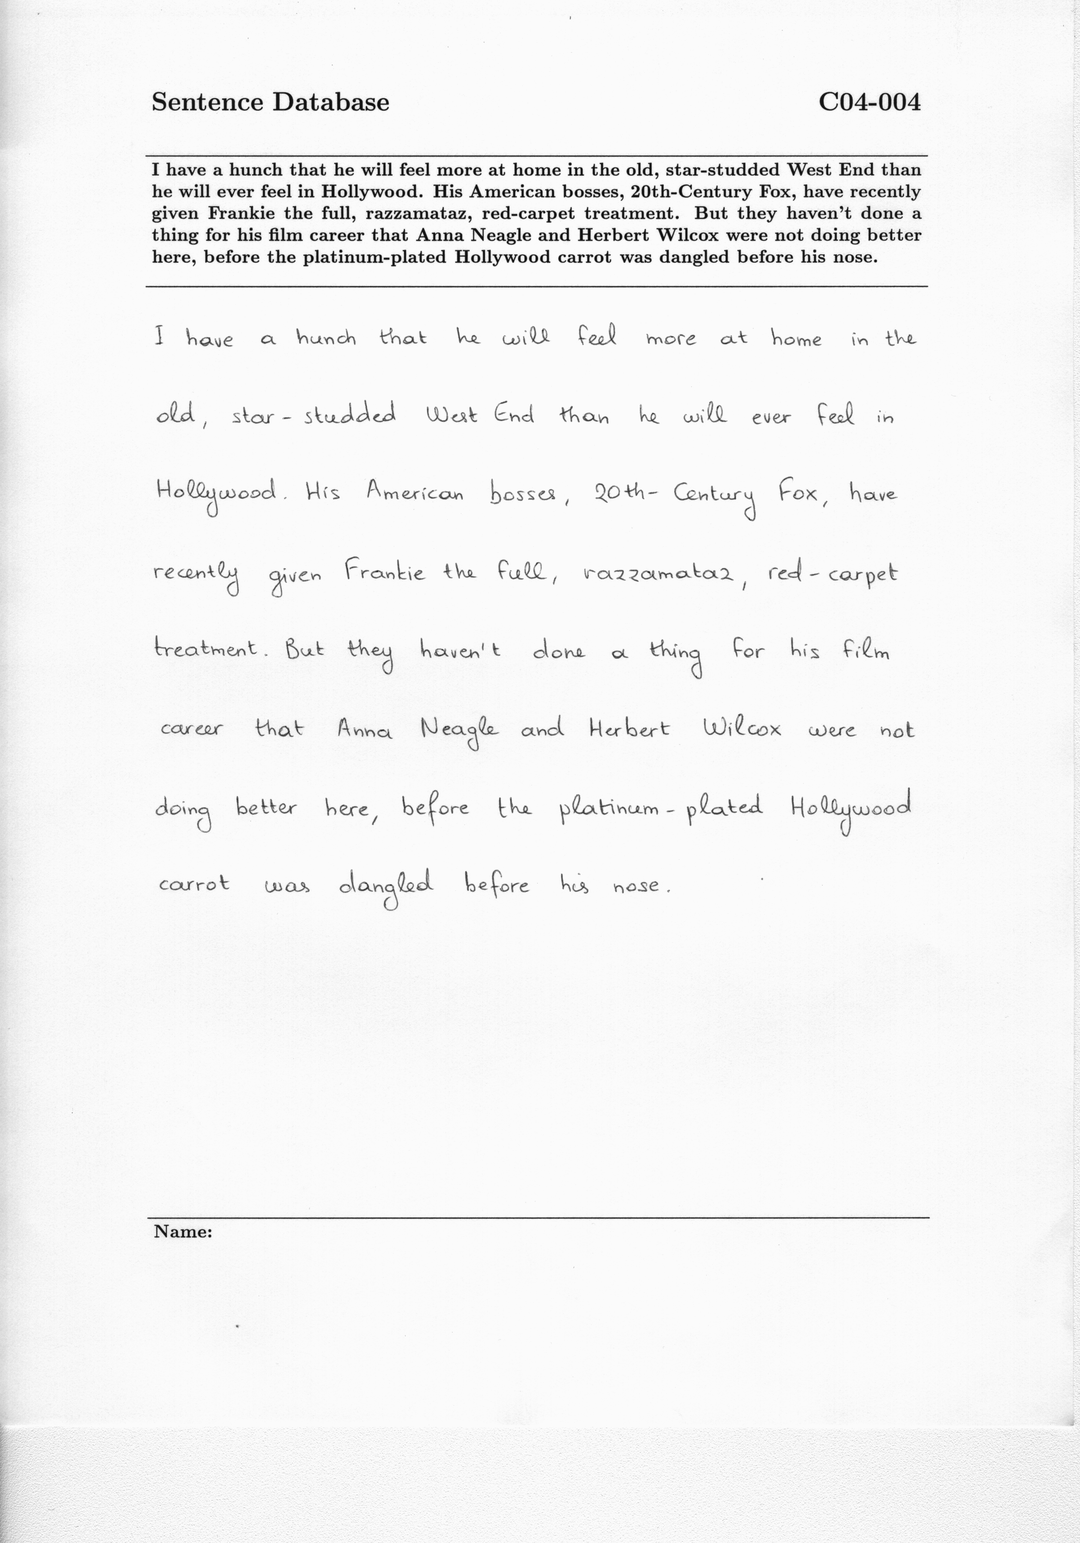 Sentence Database C04-004
I have a hunch that he will feel more at home in the old, star-studded West End than
he will ever feel in Hollywood. His American bosses, 20th-Century Fox, have recently
given Frankie the full, razzamataz, red-carpet treatment. But they haven't done a
thing for his film career that Anna Neagle and Herbert Wilcox were not doing better
here, before the platinum-plated Hollywood carrot was dangled before his nose.
I have a hunch that he will feel more at home in the
old, star-studded West End than he will ever feel in
Hollywood. His American bosses, 20th-Century Fox, have
recently given Frankie the full, razzamataz, red-carpet
treatment. But they haven't done a thing for his film
career that Anna Neagle and Herbert Wilcox were not
doing better here, before the platinum-plated Hollywood
carrot was dangled before his nose.
Name: